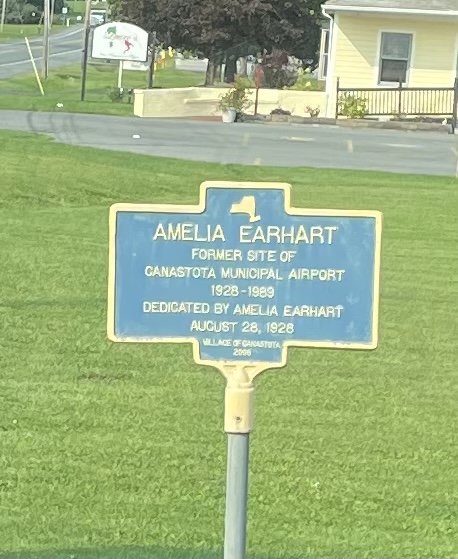 AMELIA EARHART
FORMER SITE OF
CANASTOTA MUNICIPAL AIRPORT
1928-1989
DEDICATED BY AMELIA EARHART
AUGUST 28, 1928
VILLAGE OF CANASTOTA